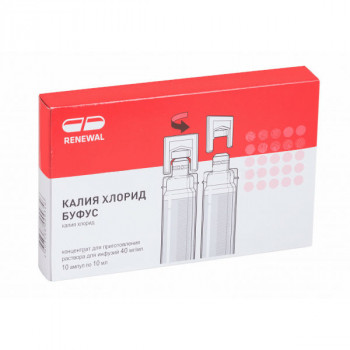 RENEWAL
КАЛИЯ ХЛОРИД
БУФУС
калия хлорид
концентрат для приготовления
раствора для инфузий 40 мг/мл
10 ампул по 10 мл